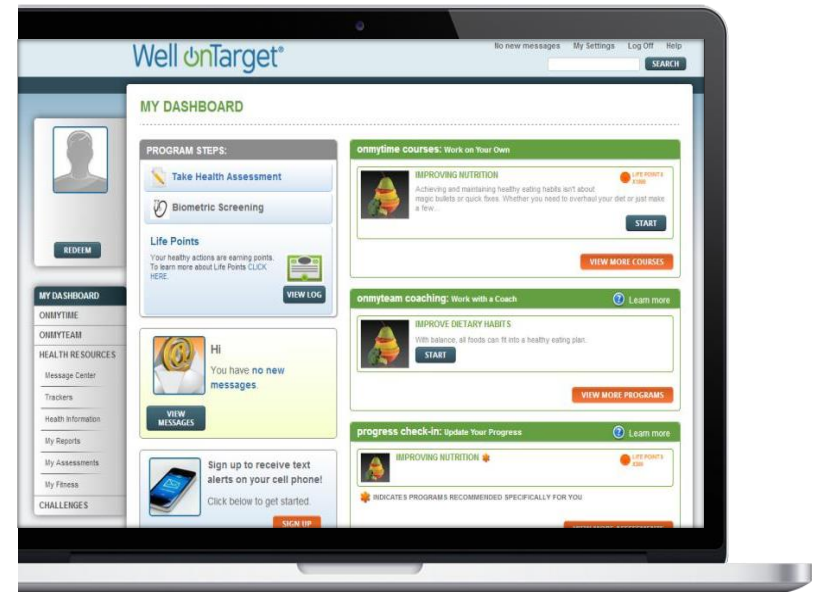 Well onTarget®
No new messages My Settings Log Off Help
SEARCH
MY DASHBOARD
REDEEM
MY DASHBOARD
ONMYTIME
ONMYTEAM
HEALTH RESOURCES
Message Center
Trackers
Health Information
My Reports
My Assessments
My Fitness
CHALLENGES
PROGRAM STEPS:
Take Health Assessment
Biometric Screening
Life Points
Your healthy actions are earning points.
To learn more about Life Points CLICK
HERE.
VIEW LOG
Hi
You have no new
messages.
VIEW
MESSAGES
Sign up to receive text
alerts on your cell phone!
Click below to get started.
SIGN UP
onmytime courses: Work on Your Own
IMPROVING NUTRITION
LIFE POINTS
Achieving and maintaining healthy eating habits isn't about
magic bullets or quick fixes. Whether you need to overhaul your diet or just make
a few...
START
VIEW MORE COURSES
onmyteam coaching: Work with a Coach
Learn more
IMPROVE DIETARY HABITS
With balance, all foods can fit into a healthy eating plan.
START
VIEW MORE PROGRAMS
progress check-in: Update Your Progress
Learn more
IMPROVING NUTRITION
LIFE POINTS
INDICATES PROGRAMS RECOMMENDED SPECIFICALLY FOR YOU
VIEW MORE ASSESSMENTS